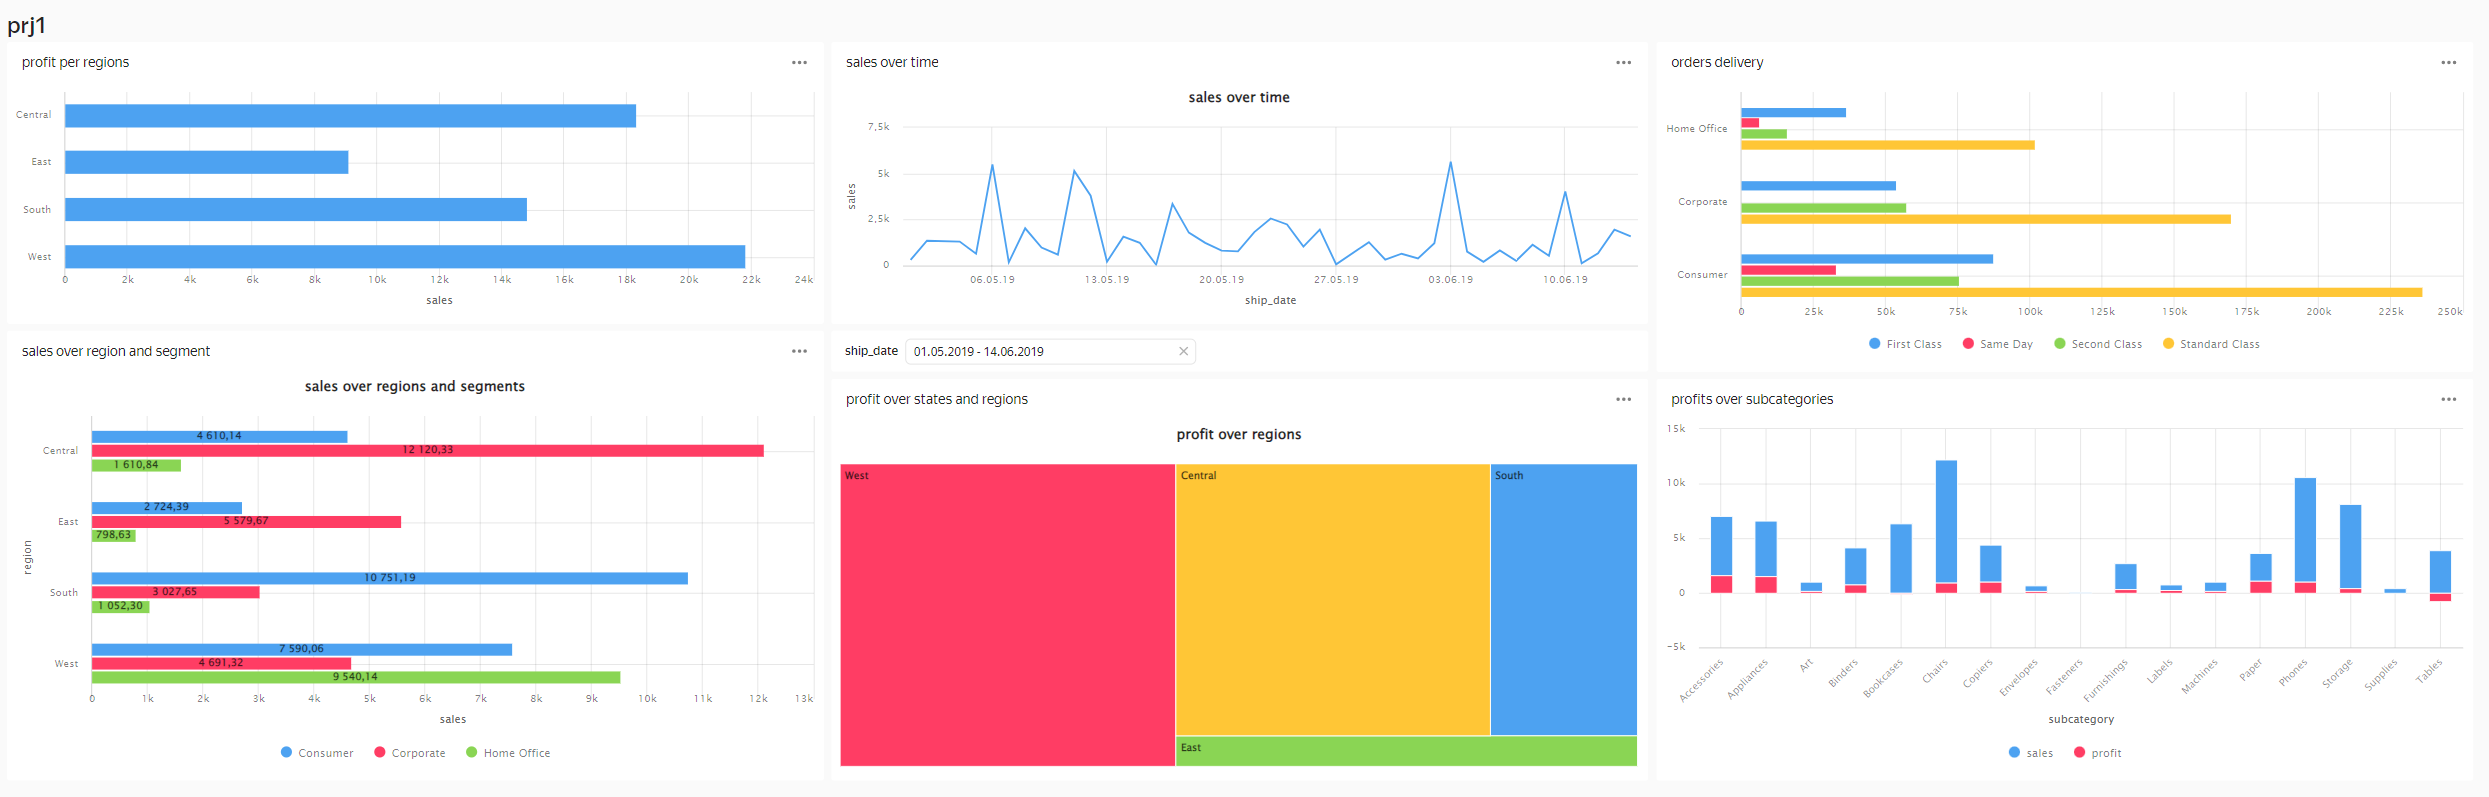 prj1
profit per regions
Central
East
South
West
0 2k 4k 6k 8k 10k 12k 14k 16k 18k 20k 22k 24k
sales
sales over time
sales over time
7,5k
5k
2,5k
0
sales
06.05.19 13.05.19 20.05.19 27.05.19 03.06.19 10.06.19
ship_date
orders delivery
Home Office
Corporate
Consumer
0 25k 50k 75k 100k 125k 150k 175k 200k 225k 250k
First Class Same Day Second Class Standard Class
sales over region and segment
sales over regions and segments
region
Central
4 610,14
12 120,33
1 610,84
East
2 724,39
5 579,67
798,63
South
10 751,19
3 027,65
1 052,30
West
7 590,06
4 691,32
9 540,14
0 1k 2k 3k 4k 5k 6k 7k 8k 9k 10k 11k 12k 13k
sales
Consumer Corporate Home Office
ship_date 01.05.2019 - 14.06.2019
profit over states and regions
profit over regions
West
Central
South
East
profits over subcategories
15k
10k
5k
0
-5k
Accessories Appliances Art Binders Bookcases Chairs Copiers Envelopes Fasteners Furnishings Labels Machines Paper Phones Storage Supplies Tables
subcategory
sales profit